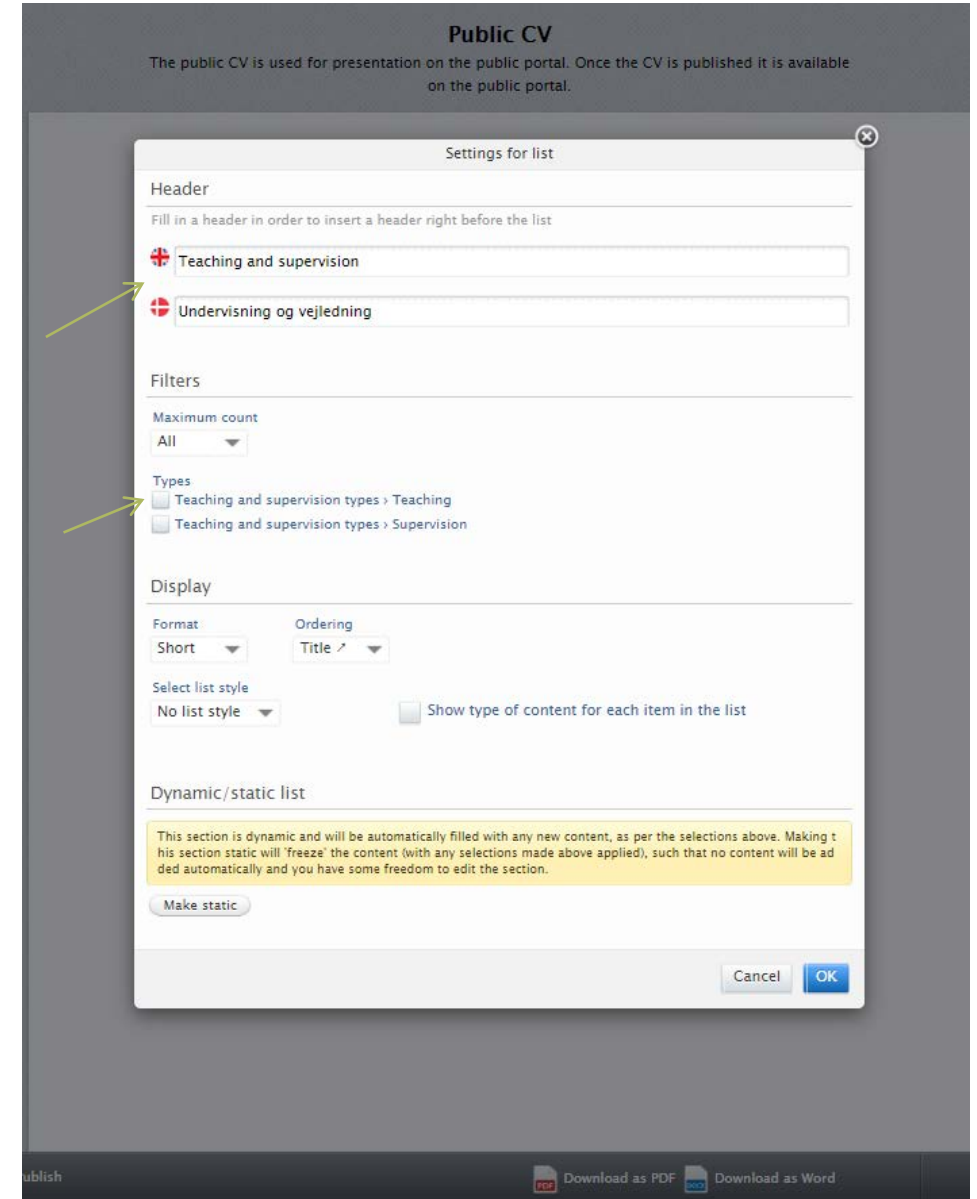 Public CV
The public CV is used for presentation on the public portal. Once the CV is published it is available
on the public portal.
Settings for list
Header
Fill in a header in order to insert a header right before the list
Teaching and supervision
Undervisning og vejledning
Filters
Maximum count
All
Types
Teaching and supervision types › Teaching
Teaching and supervision types › Supervision
Display
Format Ordering
Short Title ↗
Select list style
No list style Show type of content for each item in the list
Dynamic/static list
This section is dynamic and will be automatically filled with any new content, as per the selections above. Making t
his section static will 'freeze' the content (with any selections made above applied), such that no content will be ad
ded automatically and you have some freedom to edit the section.
Make static
Cancel OK
ublish PDF Download as PDF DOCX Download as Word